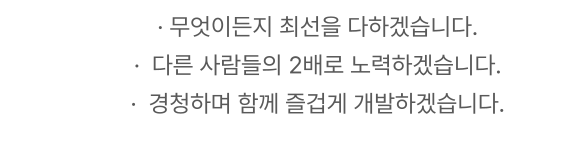 · 무엇이든지 최선을 다하겠습니다.
· 다른 사람들의 2배로 노력하겠습니다.
· 경청하며 함께 즐겁게 개발하겠습니다.